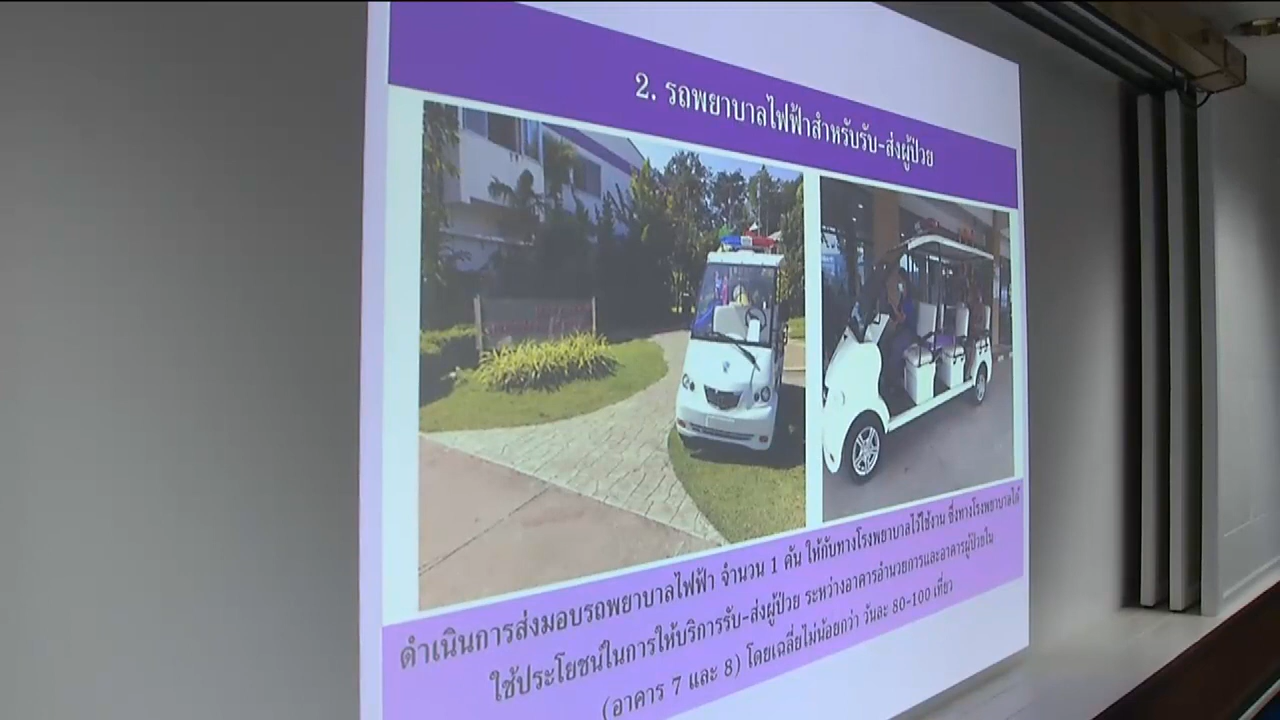 2. รถพยาบาลไฟฟ้าสำหรับรับ-ส่งผู้ป่วย
ดำเนินการส่งมอบรถพยาบาลไฟฟ้า จำนวน 1 คัน ให้กับทางโรงพยาบาลไว้ใช้งาน ซึ่งทางโรงพยาบาลได้
ใช้ประโยชน์ในการให้บริการรับ-ส่งผู้ป่วย ระหว่างอาคารอำนวยการและอาคารผู้ป่วยใน
(อาคาร 7 และ 8) โดยเฉลี่ยไม่น้อยกว่า วันละ 80-100 เที่ยว